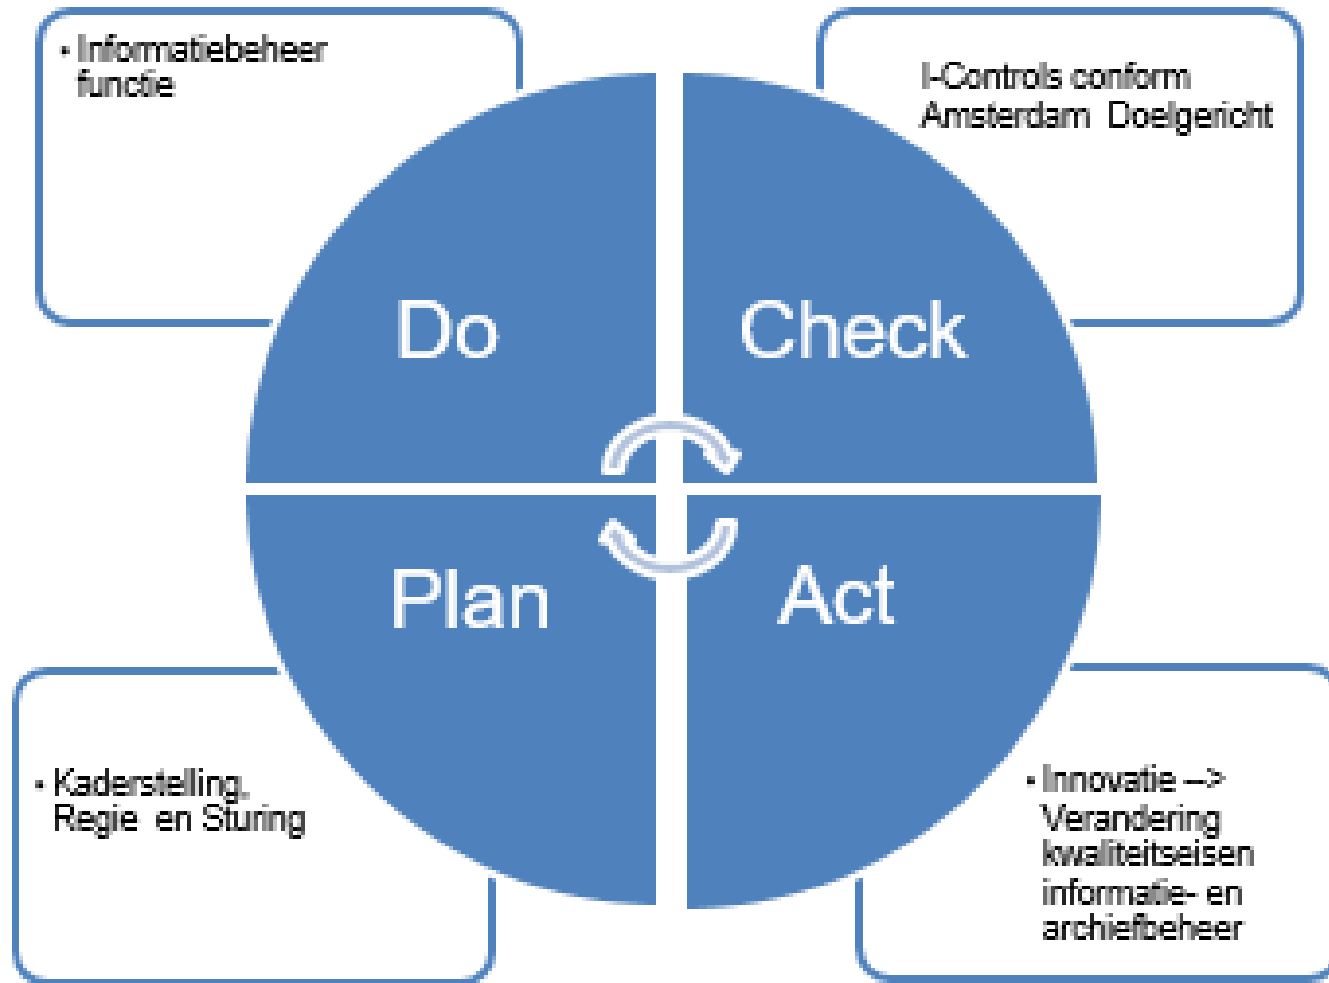 • Informatiebeheer
functie
I-Controls conform
Amsterdam Doelgericht
Do
Check
Plan
Act
• Kaderstelling,
Regie en Sturing
• Innovatie -->
Verandering
kwaliteitseisen
informatie- en
archiefbeheer